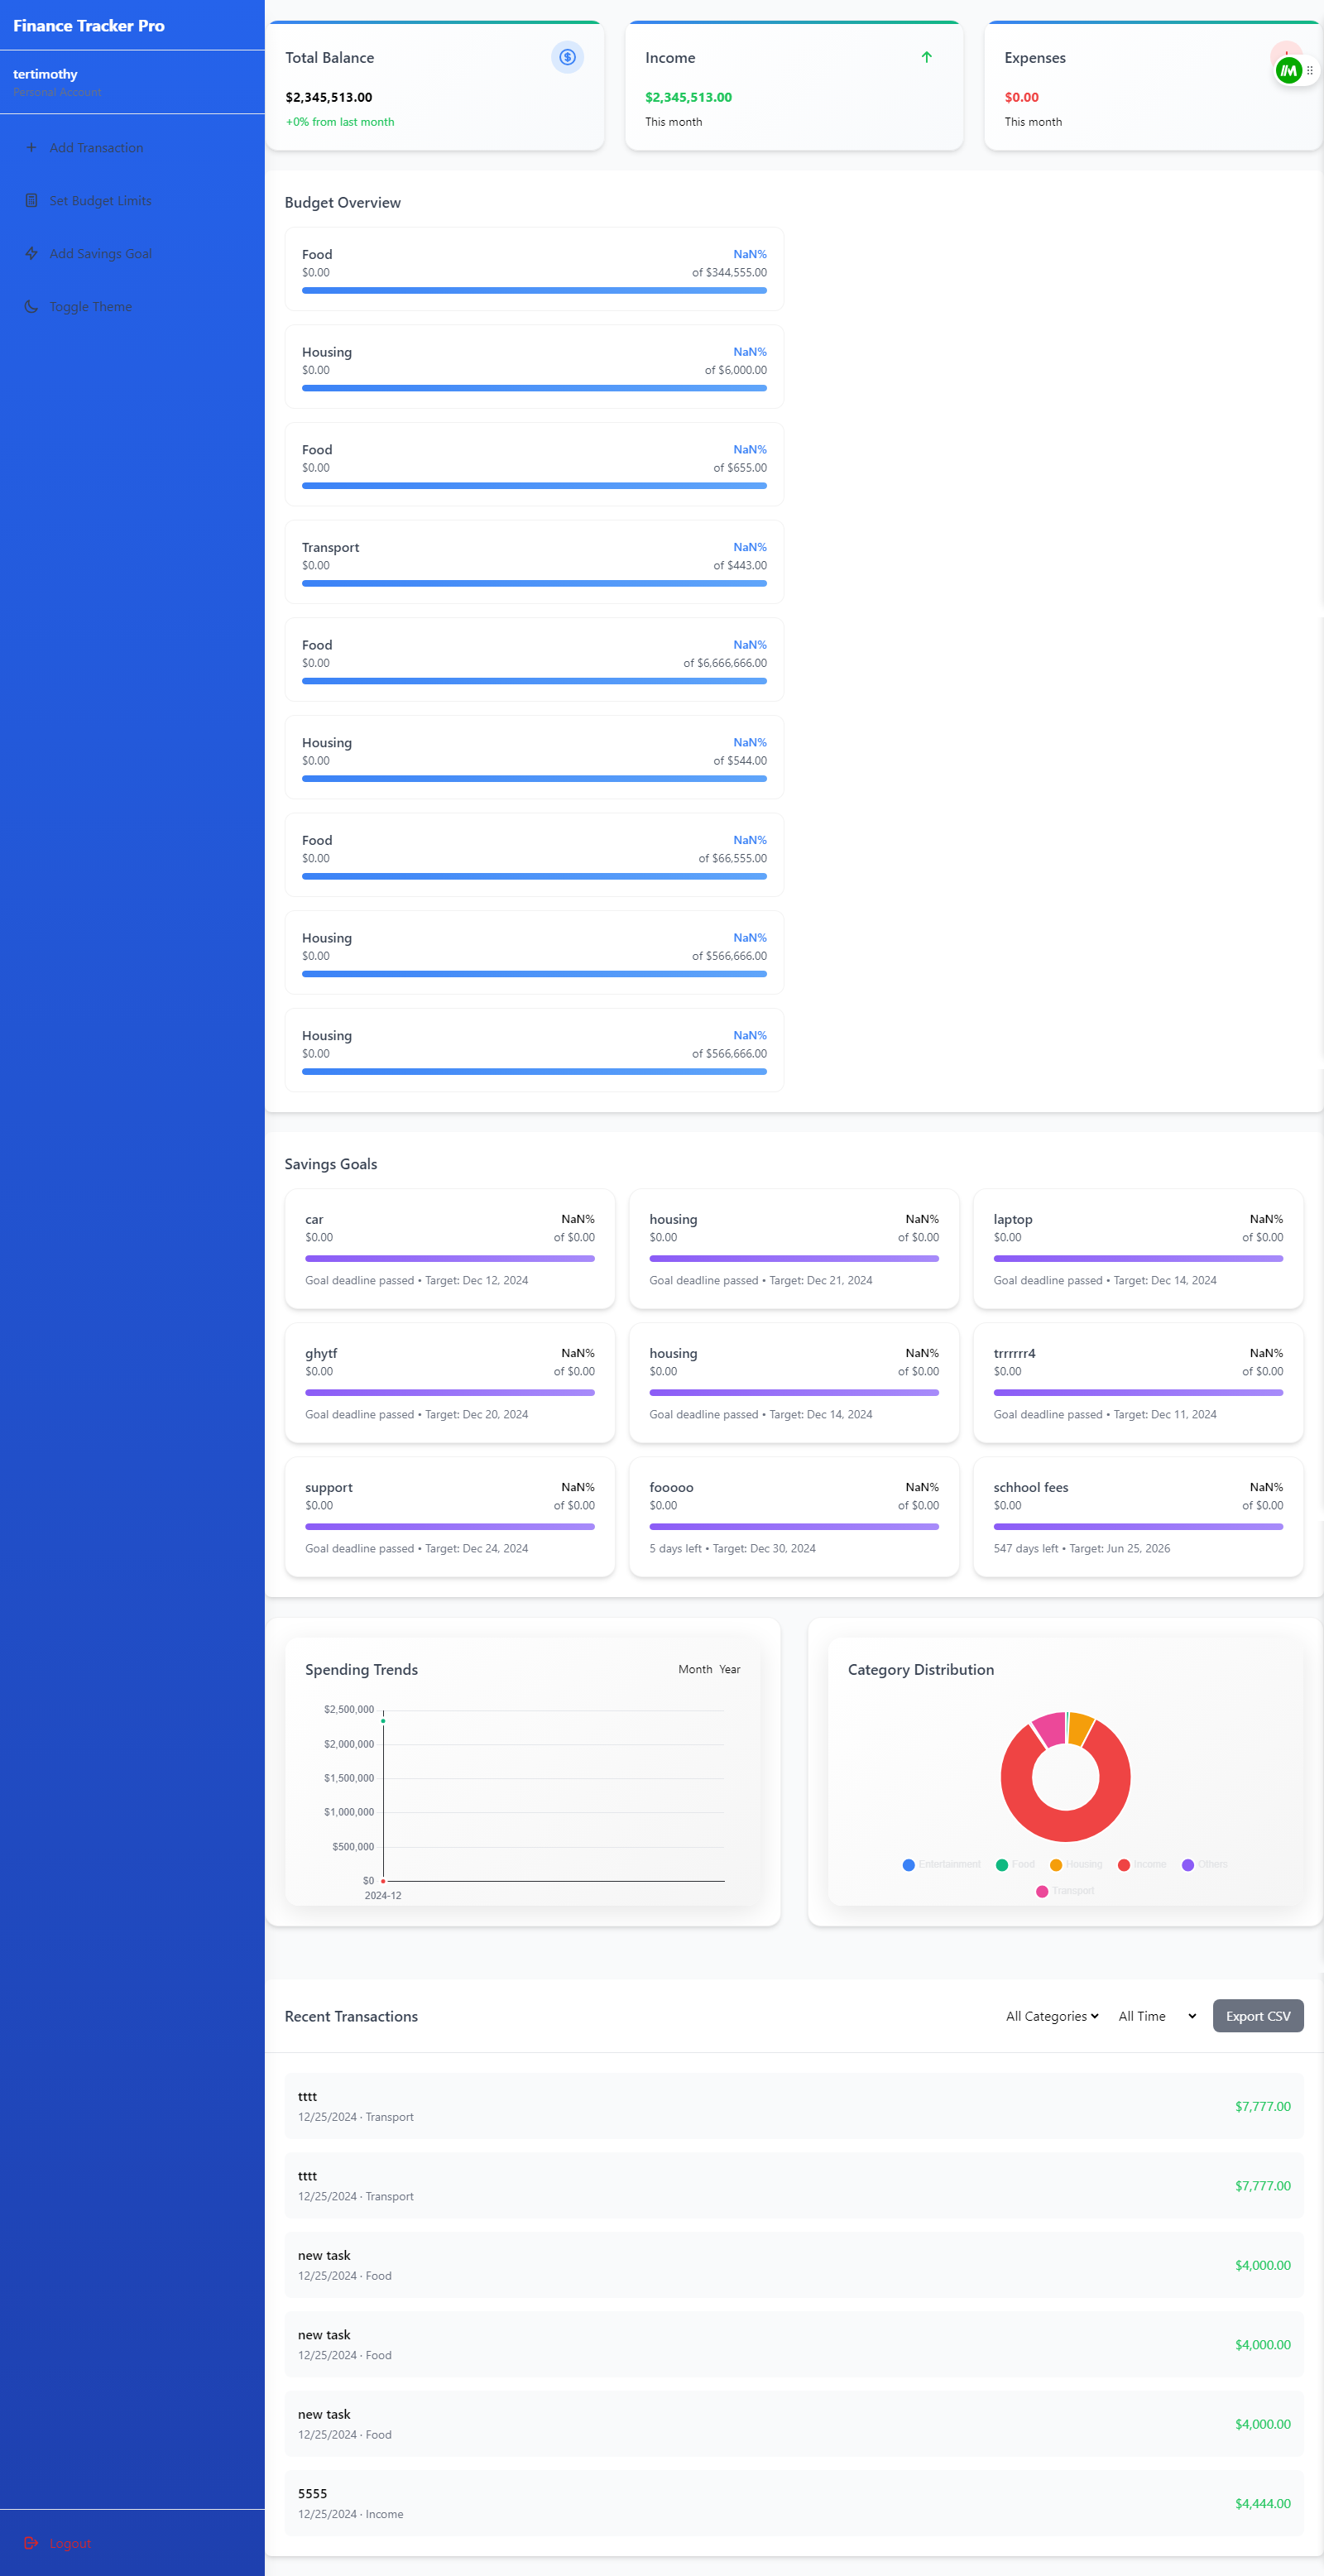 Finance Tracker Pro
tertimothy
Personal Account
Add Transaction
Set Budget Limits
Add Savings Goal
Toggle Theme
Logout
Total Balance
$2,345,513.00
+0% from last month
Income
$2,345,513.00
This month
Expenses
$0.00
This month
Budget Overview
Food NaN%
$0.00 of $344,555.00
Housing NaN%
$0.00 of $6,000.00
Food NaN%
$0.00 of $655.00
Transport NaN%
$0.00 of $443.00
Food NaN%
$0.00 of $6,666,666.00
Housing NaN%
$0.00 of $544.00
Food NaN%
$0.00 of $66,555.00
Housing NaN%
$0.00 of $566,666.00
Housing NaN%
$0.00 of $566,666.00
Savings Goals
car NaN%
$0.00 of $0.00
Goal deadline passed • Target: Dec 12, 2024
housing NaN%
$0.00 of $0.00
Goal deadline passed • Target: Dec 21, 2024
laptop NaN%
$0.00 of $0.00
Goal deadline passed • Target: Dec 14, 2024
ghytf NaN%
$0.00 of $0.00
Goal deadline passed • Target: Dec 20, 2024
housing NaN%
$0.00 of $0.00
Goal deadline passed • Target: Dec 14, 2024
trrrrrr4 NaN%
$0.00 of $0.00
Goal deadline passed • Target: Dec 11, 2024
support NaN%
$0.00 of $0.00
Goal deadline passed • Target: Dec 24, 2024
fooooo NaN%
$0.00 of $0.00
5 days left • Target: Dec 30, 2024
schhool fees NaN%
$0.00 of $0.00
547 days left • Target: Jun 25, 2026
Spending Trends Month Year
$2,500,000
$2,000,000
$1,500,000
$1,000,000
$500,000
$0
2024-12
Category Distribution
Entertainment Food Housing Income Others
Transport
Recent Transactions All Categories All Time Export CSV
tttt
12/25/2024 · Transport
$7,777.00
tttt
12/25/2024 · Transport
$7,777.00
new task
12/25/2024 · Food
$4,000.00
new task
12/25/2024 · Food
$4,000.00
new task
12/25/2024 · Food
$4,000.00
5555
12/25/2024 · Income
$4,444.00